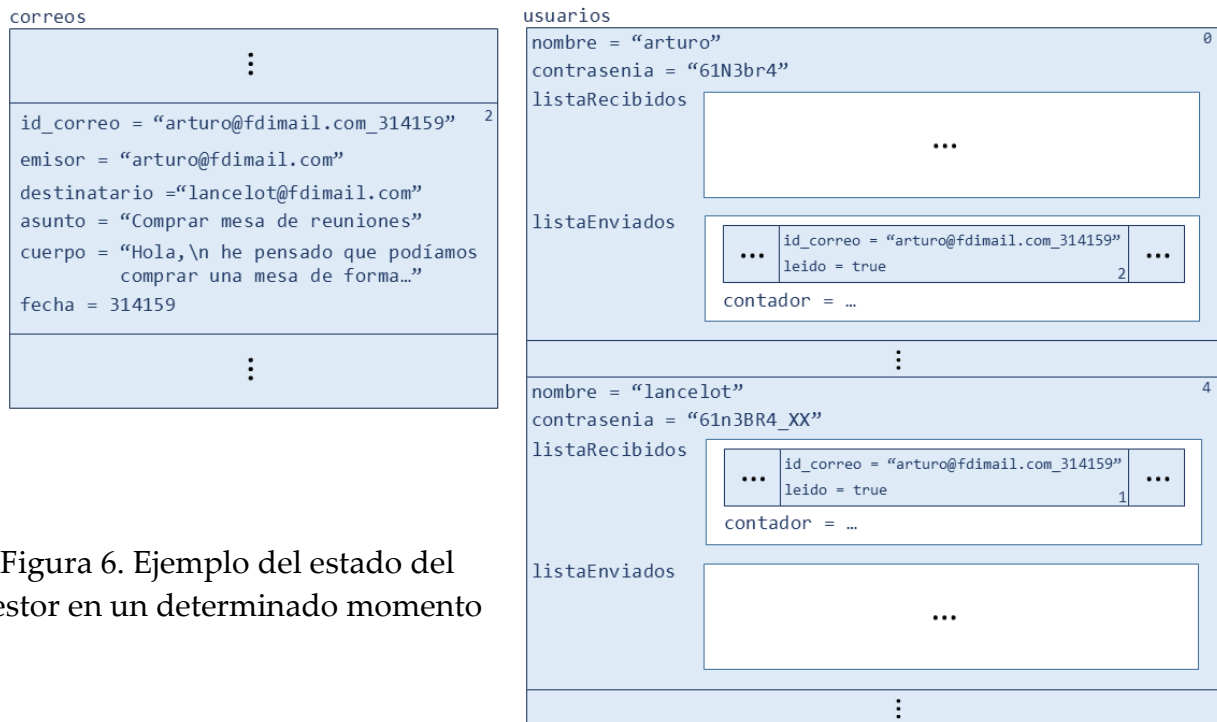 correos
⋮
id_correo = “arturo@fdimail.com_314159” 2
emisor = “arturo@fdimail.com”
destinatario =“lancelot@fdimail.com”
asunto = “Comprar mesa de reuniones”
cuerpo = “Hola,\n he pensado que podíamos
comprar una mesa de forma…”
fecha = 314159
⋮
usuarios
nombre = “arturo” 0
contrasenia = “61N3br4”
listaRecibidos
…
listaEnviados
… id_correo = “arturo@fdimail.com_314159” …
leido = true 2
contador = …
⋮
nombre = “lancelot” 4
contrasenia = “61n3BR4_XX”
listaRecibidos
… id_correo = “arturo@fdimail.com_314159” …
leido = true 1
contador = …
listaEnviados
…
⋮
Figura 6. Ejemplo del estado del
estor en un determinado momento